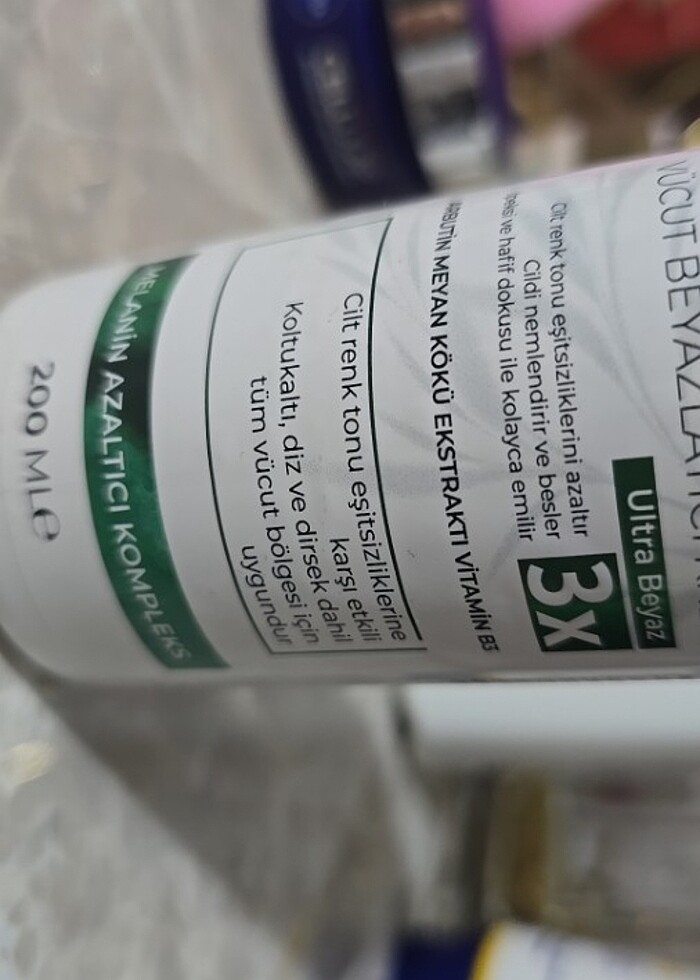 VÜCUT BEYAZLATICI
Ultra Beyaz
3X
Cilt renk tonu eşitsizliklerini azaltır
Cildi nemlendirir ve besler
ve hafif dokusu ile kolayca emilir
ARBUTİN MEYAN KÖKÜ EKSTRAKTI VİTAMİN B3
Cilt renk tonu eşitsizliklerine
karşı etkili
Koltukaltı, diz ve dirsek dahil
tüm vücut bölgesi için
uygundur
MELANİN AZALTICI KOMPLEKS
200 ML℮